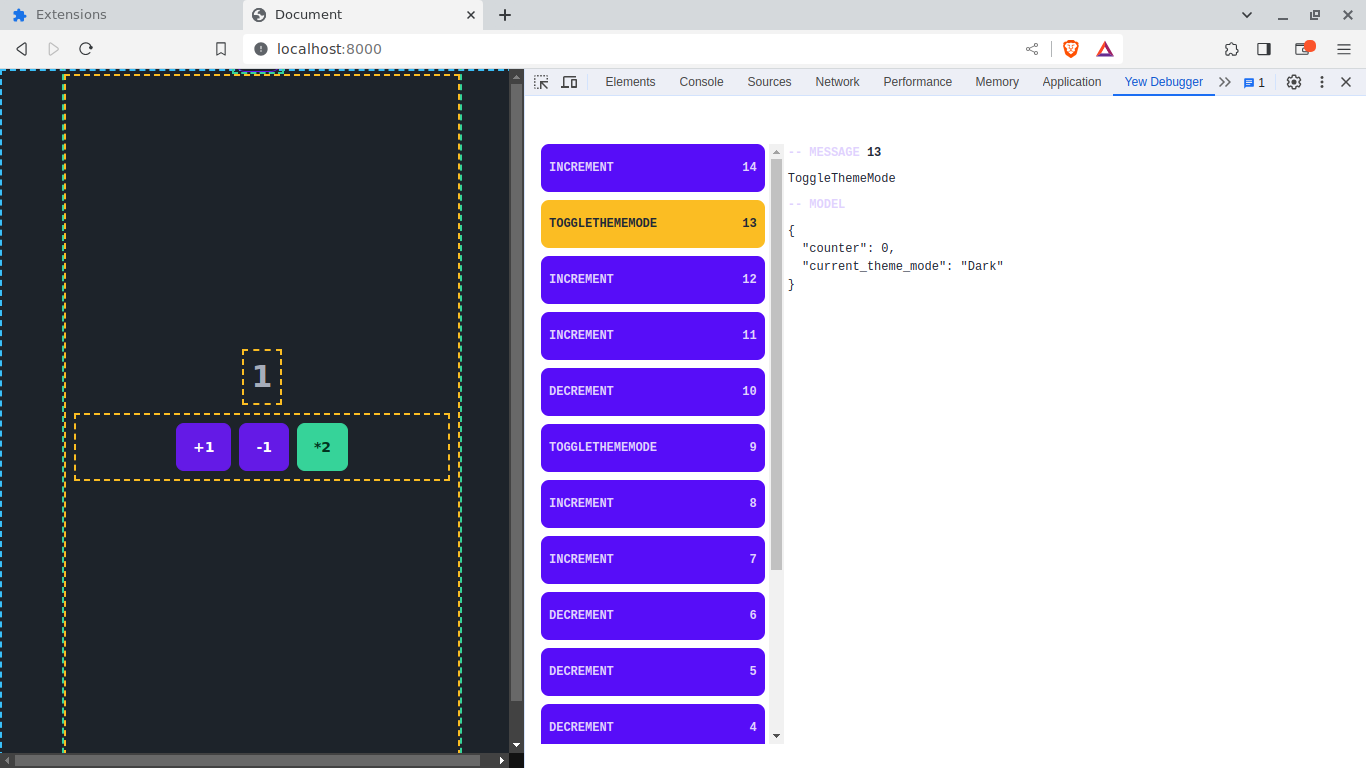 Extensions
Document
localhost:8000
Elements
Console
Sources
Network
Performance
Memory
Application
Yew Debugger
1
1
+1
-1
*2
INCREMENT 14
TOGGLETHEMEMODE 13
INCREMENT 12
INCREMENT 11
DECREMENT 10
TOGGLETHEMEMODE 9
INCREMENT 8
INCREMENT 7
DECREMENT 6
DECREMENT 5
DECREMENT 4
-- MESSAGE 13
ToggleThemeMode
-- MODEL
{
"counter": 0,
"current_theme_mode": "Dark"
}